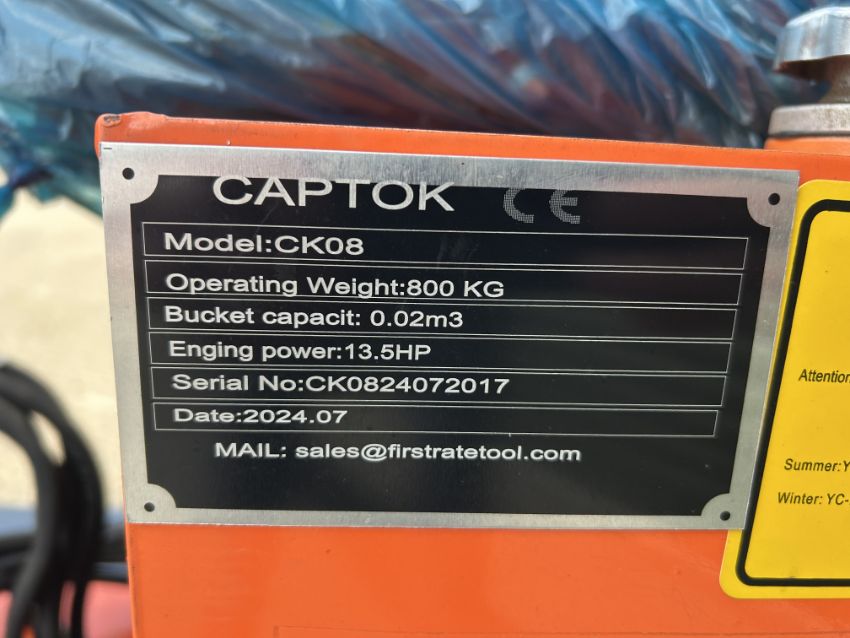 CAPTOK CE
Model:CK08
Operating Weight:800 KG
Bucket capacit: 0.02m3
Enging power:13.5HP
Serial No:CK0824072017
Date:2024.07
MAIL: sales@firstratetool.com
Attention,
Summer:Y
Winter: YC-